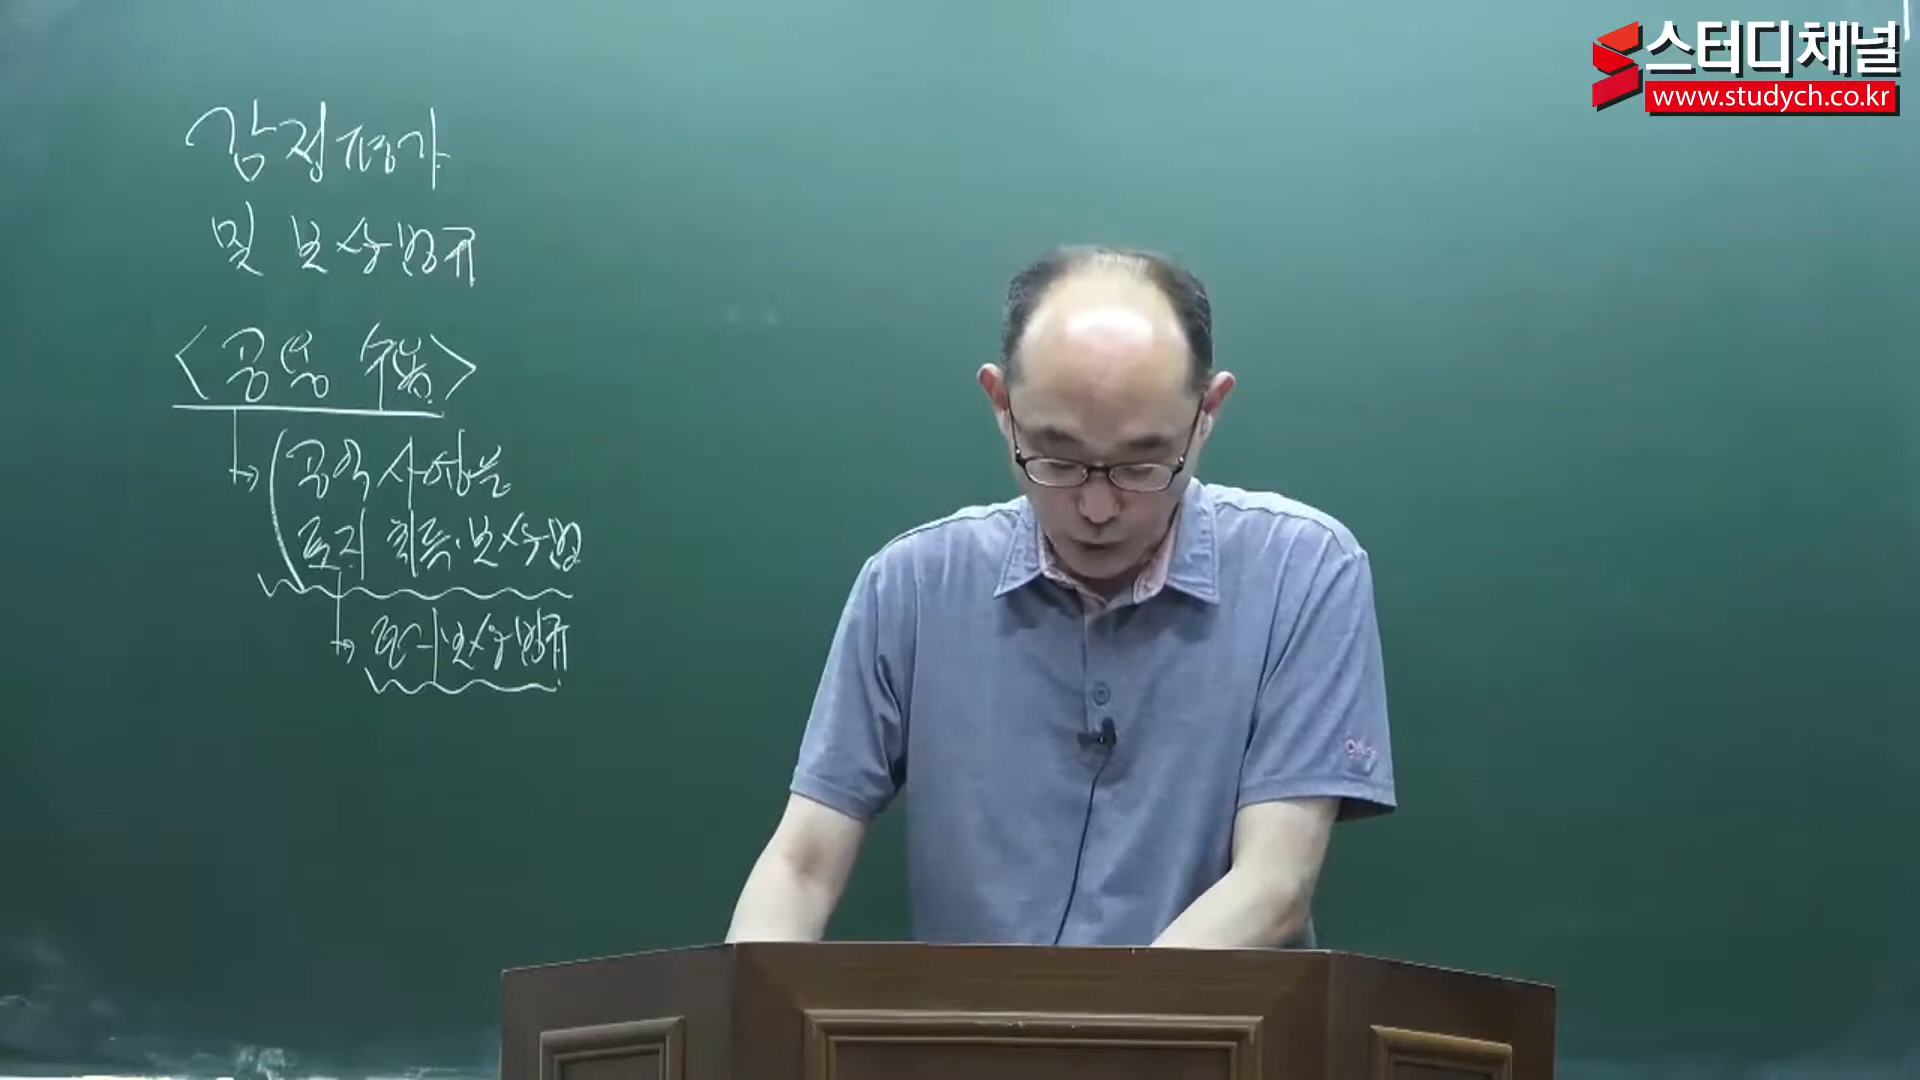 스터디채널
www.studych.co.kr
감정평가
및 보상법규
<공용 수용>
공익사업을
토지 취득·보상법
토지보상법규